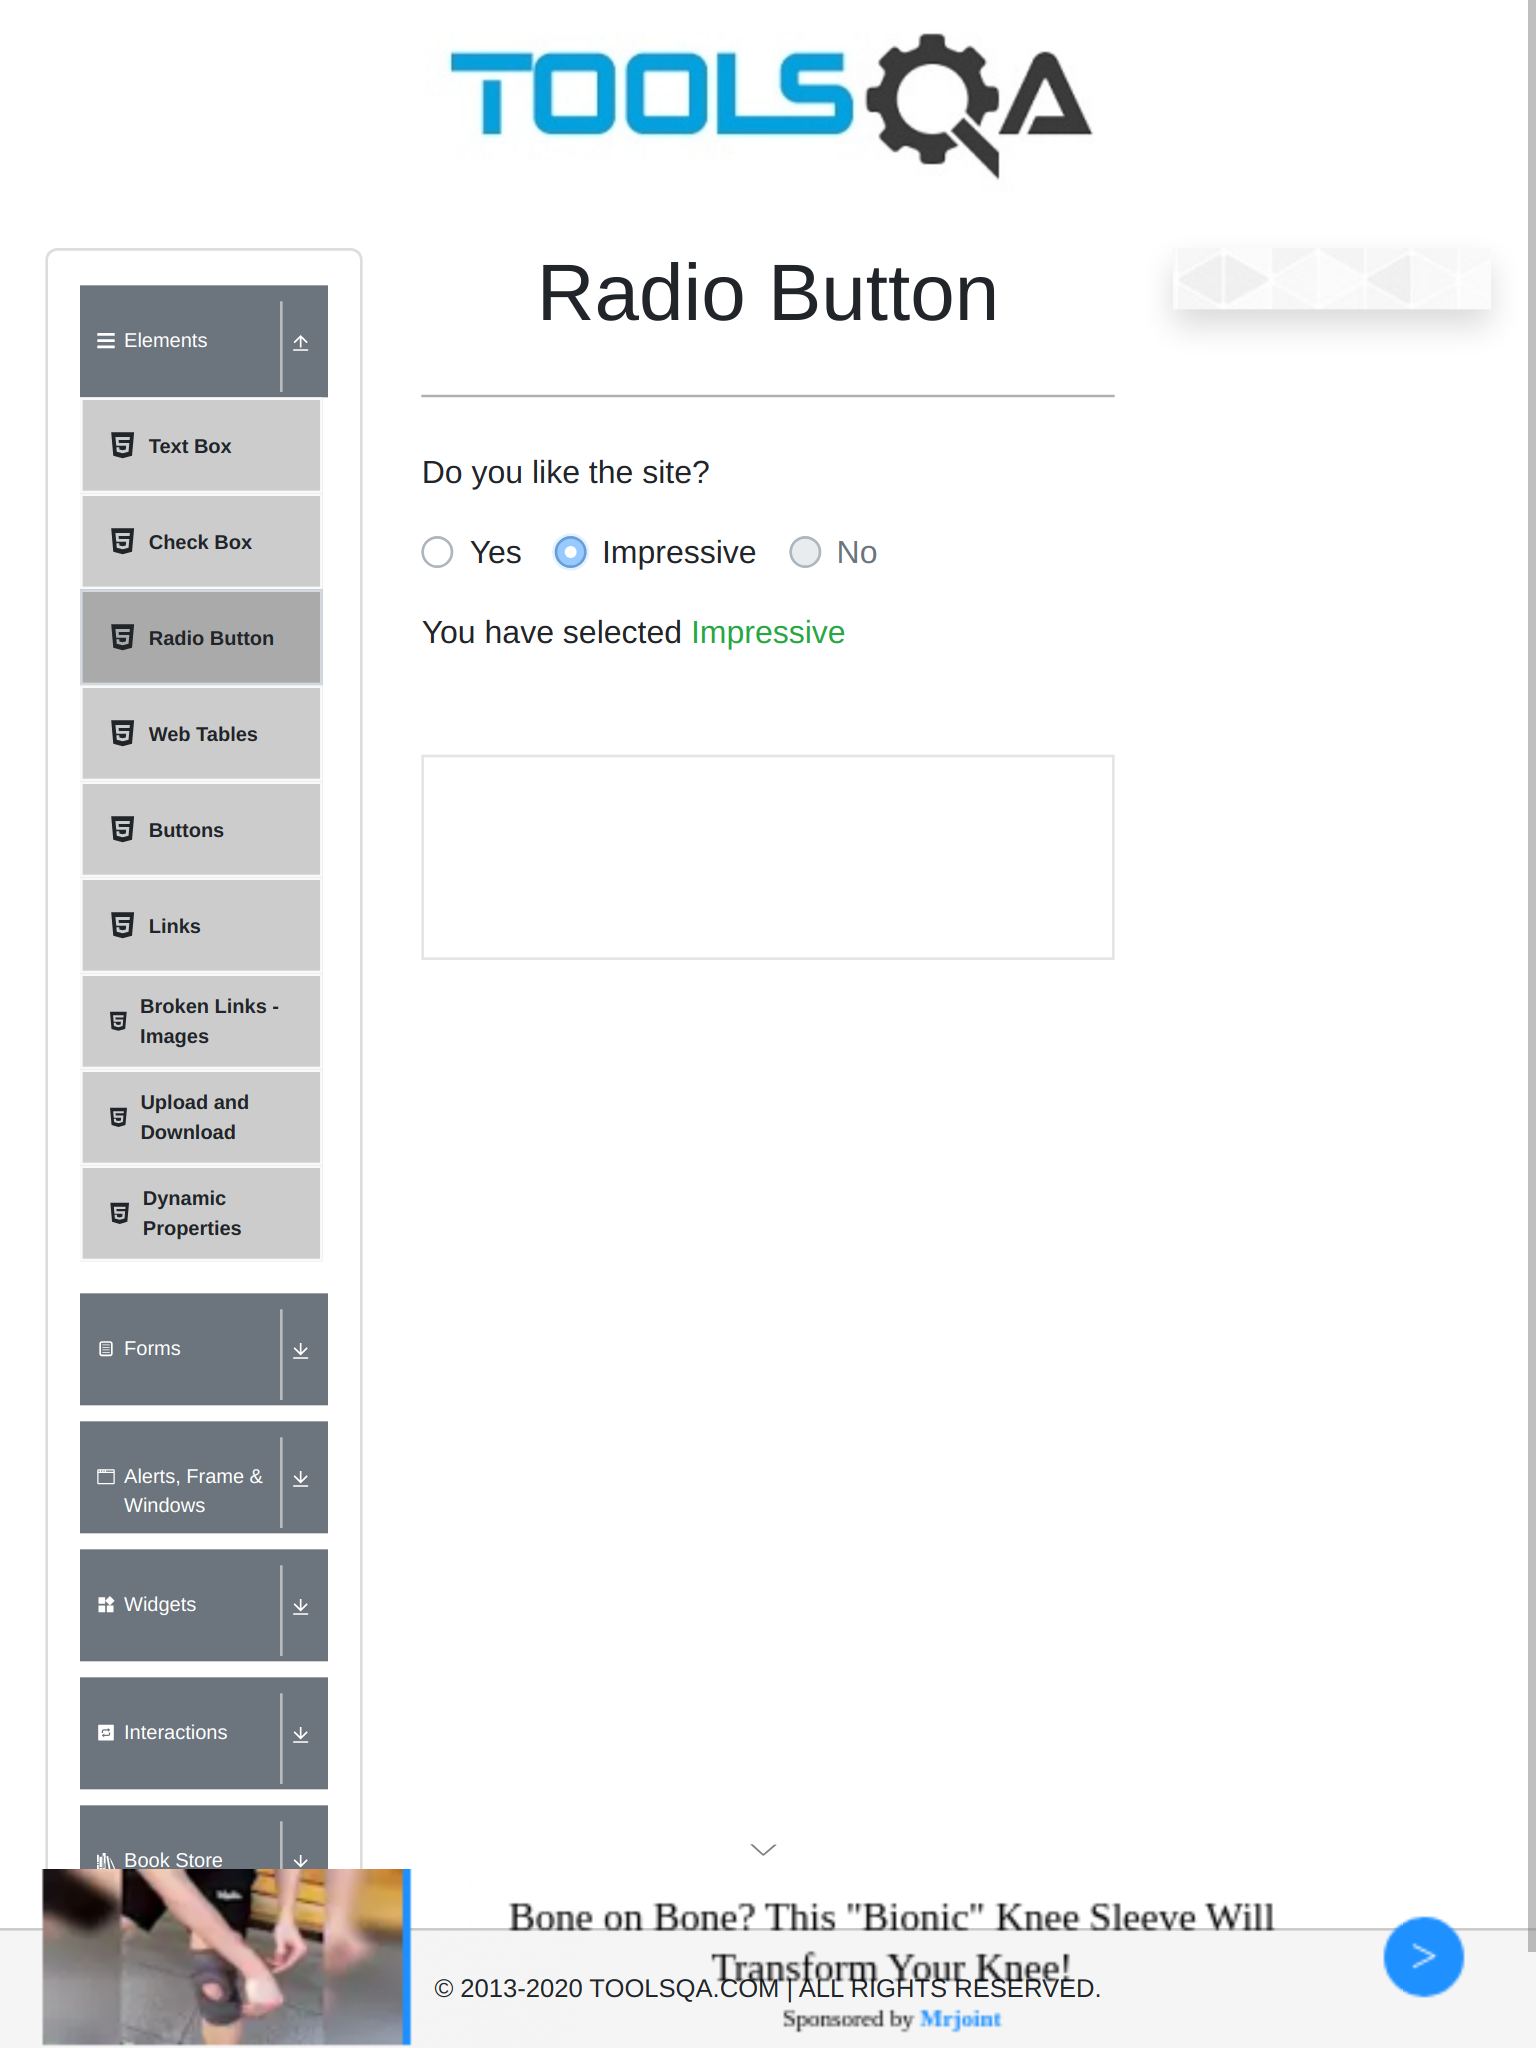 TOOLSQA
Radio Button
Elements
Text Box
Check Box
Radio Button
Web Tables
Buttons
Links
Broken Links -
Images
Upload and
Download
Dynamic
Properties
Forms
Alerts, Frame &
Windows
Widgets
Interactions
Book Store
Do you like the site?
Yes Impressive No
You have selected Impressive
Bone on Bone? This "Bionic" Knee Sleeve Will
Transform Your Knee!
© 2013-2020 TOOLSQA.COM | ALL RIGHTS RESERVED.
Sponsored by Mrjoint
>